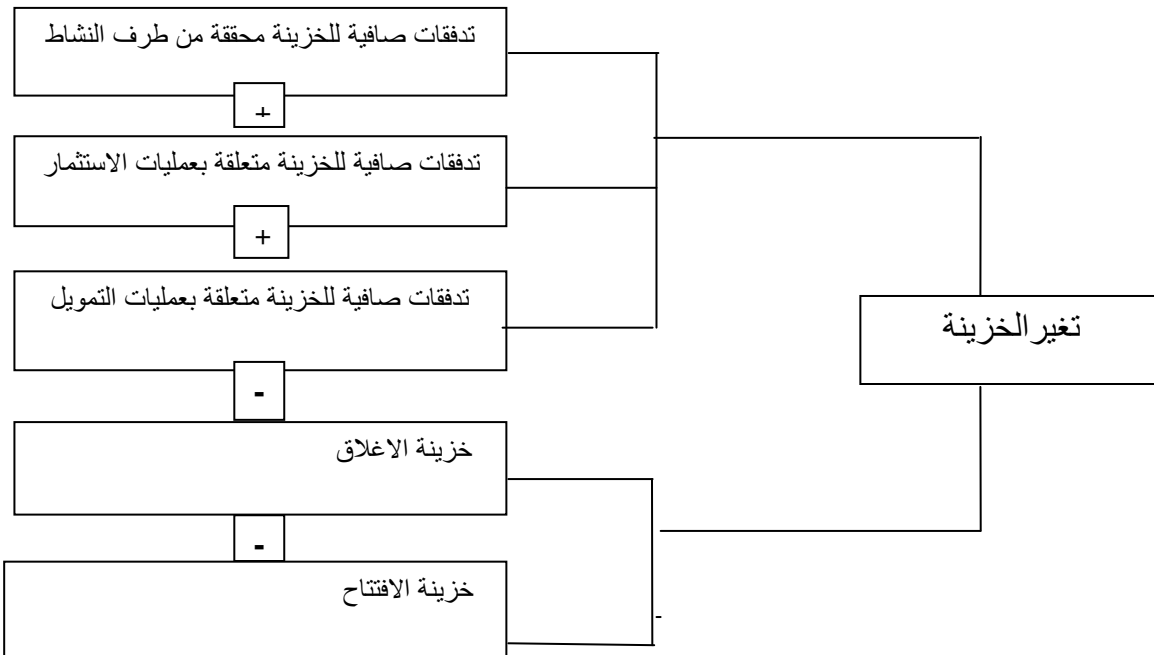 تدفقات صافية للخزينة محققة من طرف النشاط
+
تدفقات صافية للخزينة متعلقة بعمليات الاستثمار
+
تدفقات صافية للخزينة متعلقة بعمليات التمويل
تغير الخزينة
-
خزينة الاغلاق
-
خزينة الافتتاح
-